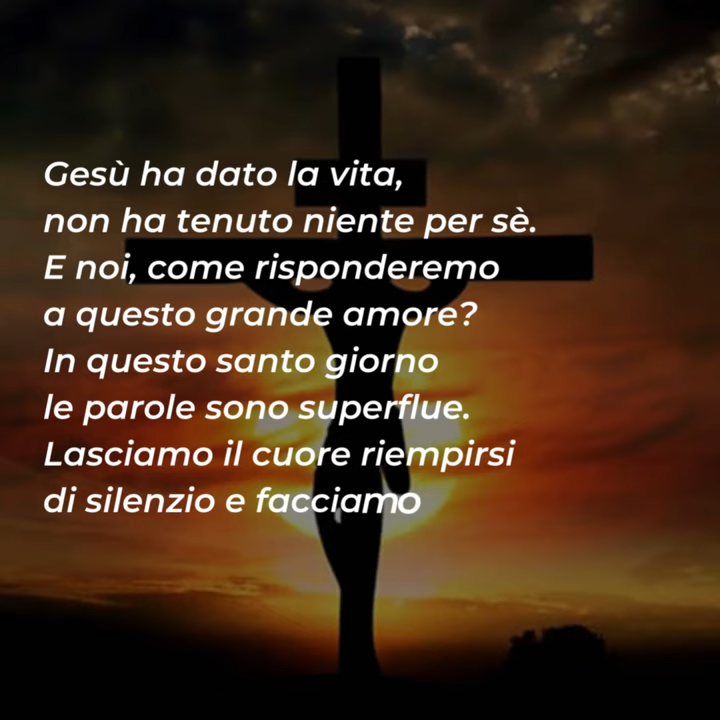 Gesù ha dato la vita,
non ha tenuto niente per sè.
E noi, come risponderemo
a questo grande amore?
In questo santo giorno
le parole sono superflue.
Lasciamo il cuore riempirsi
di silenzio e facciamo